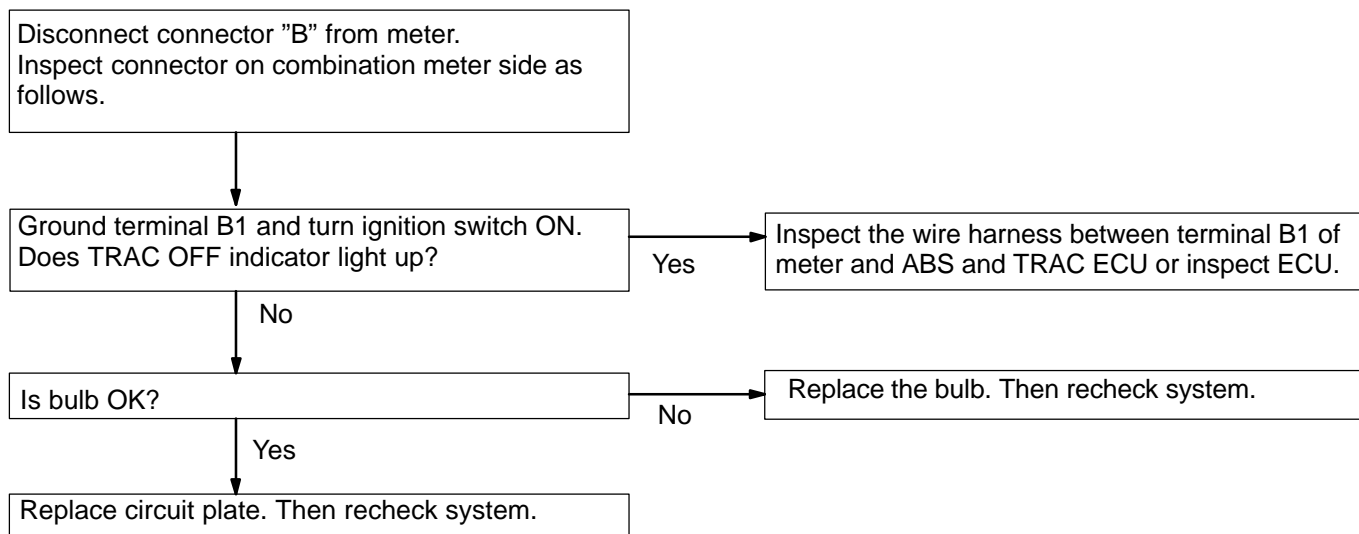 Disconnect connector ”B” from meter.
Inspect connector on combination meter side as
follows.
Ground terminal B1 and turn ignition switch ON.
Does TRAC OFF indicator light up?
Yes
Inspect the wire harness between terminal B1 of
meter and ABS and TRAC ECU or inspect ECU.
No
Is bulb OK?
No
Replace the bulb. Then recheck system.
Yes
Replace circuit plate. Then recheck system.